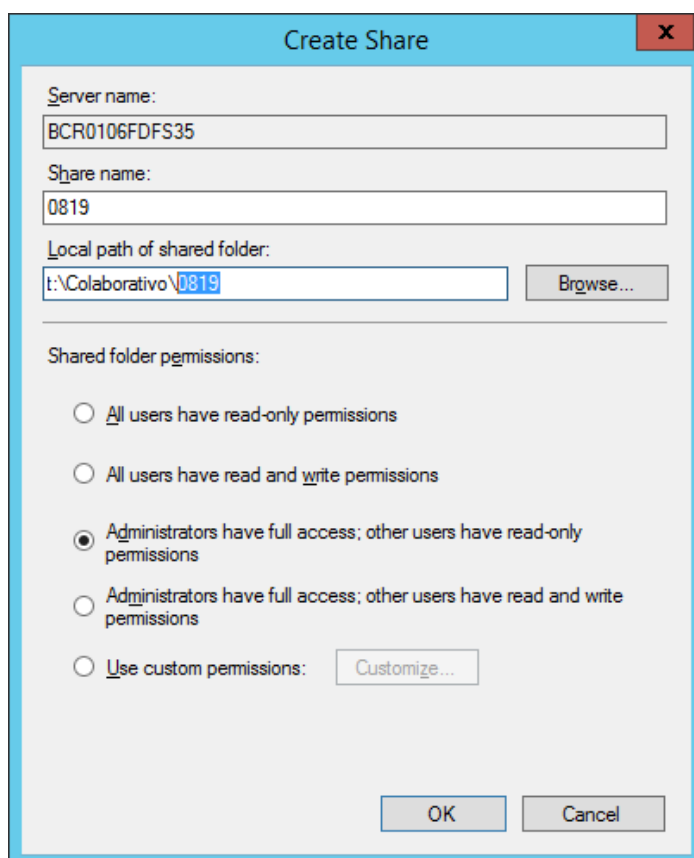 Create Share
x
Server name:
BCR0106FDFS35
Share name:
0819
Local path of shared folder:
t:\Colaborativo\0819
Browse...
Shared folder permissions:
All users have read-only permissions
All users have read and write permissions
Administrators have full access; other users have read-only
permissions
Administrators have full access; other users have read and write
permissions
Use custom permissions:
Customize...
OK
Cancel